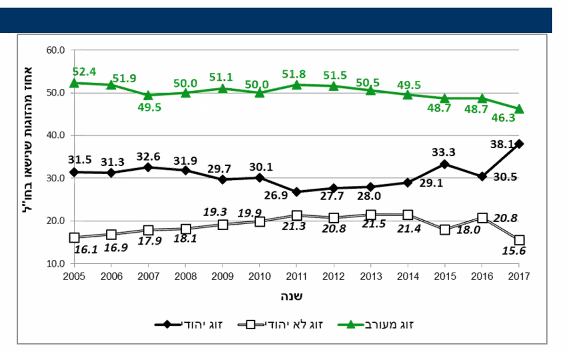 אחוז מהזוגות שנישאו בחו"ל
60.0
50.0
40.0
30.0
20.0
10.0
52.4 51.9 49.5 50.0 51.1 50.0 51.8 51.5 50.5 49.5 48.7 48.7 46.3
31.5 31.3 32.6 31.9 29.7 30.1 26.9 27.7 28.0 29.1 33.3 30.5 38.1
16.1 16.9 17.9 18.1 19.3 19.9 21.3 20.8 21.5 21.4 18.0 20.8 15.6
2005 2006 2007 2008 2009 2010 2011 2012 2013 2014 2015 2016 2017
שנה
זוג יהודי זוג לא יהודי זוג מעורב